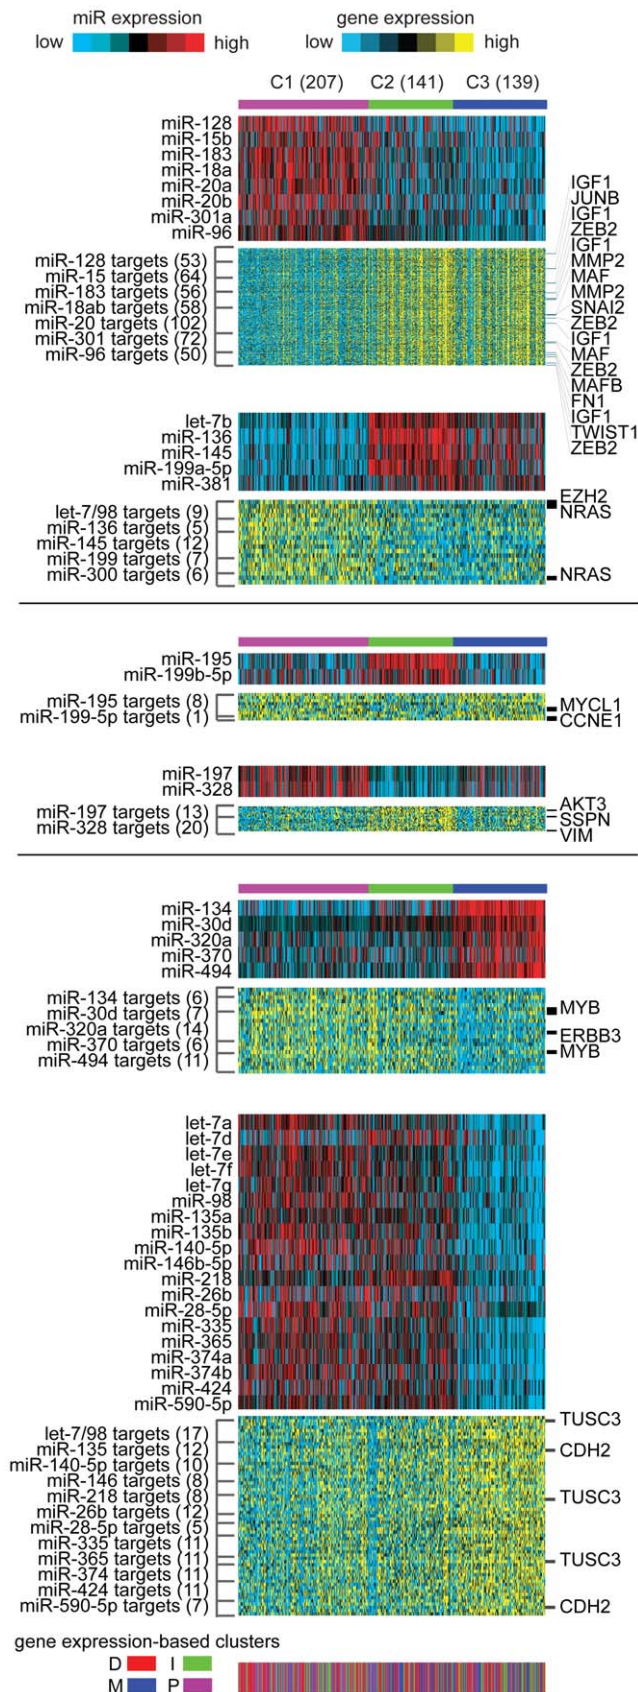 miR expression
gene expression
low high
low high
C1 (207) C2 (141) C3 (139)
miR-128
miR-15b
miR-183
miR-18a
miR-20a
miR-20b
miR-301a
miR-96
miR-128 targets (53)
miR-15 targets (64)
miR-183 targets (56)
miR-18ab targets (58)
miR-20 targets (102)
miR-301 targets (72)
miR-96 targets (50)
IGF1
JUNB
IGF1
ZEB2
IGF1
MMP2
MAF
MMP2
SNAI2
ZEB2
IGF1
MAF
ZEB2
MAFB
FN1
IGF1
TWIST1
ZEB2
let-7b
miR-136
miR-145
miR-199a-5p
miR-381
let-7/98 targets (9)
miR-136 targets (5)
miR-145 targets (12)
miR-199 targets (7)
miR-300 targets (6)
EZH2
NRAS
NRAS
miR-195
miR-199b-5p
miR-195 targets (8)
miR-199-5p targets (1)
MYCL1
CCNE1
miR-197
miR-328
miR-197 targets (13)
miR-328 targets (20)
AKT3
SSPN
VIM
miR-134
miR-30d
miR-320a
miR-370
miR-494
miR-134 targets (6)
miR-30d targets (7)
miR-320a targets (14)
miR-370 targets (6)
miR-494 targets (11)
MYB
ERBB3
MYB
let-7a
let-7d
let-7e
let-7f
let-7g
miR-98
miR-135a
miR-135b
miR-140-5p
miR-146b-5p
miR-218
miR-26b
miR-28-5p
miR-335
miR-365
miR-374a
miR-374b
miR-424
miR-590-5p
let-7/98 targets (17)
miR-135 targets (12)
miR-140-5p targets (10)
miR-146 targets (8)
miR-218 targets (8)
miR-26b targets (12)
miR-28-5p targets (5)
miR-335 targets (11)
miR-365 targets (11)
miR-374 targets (11)
miR-424 targets (11)
miR-590-5p targets (7)
TUSC3
CDH2
TUSC3
TUSC3
CDH2
gene expression-based clusters
D I
M P